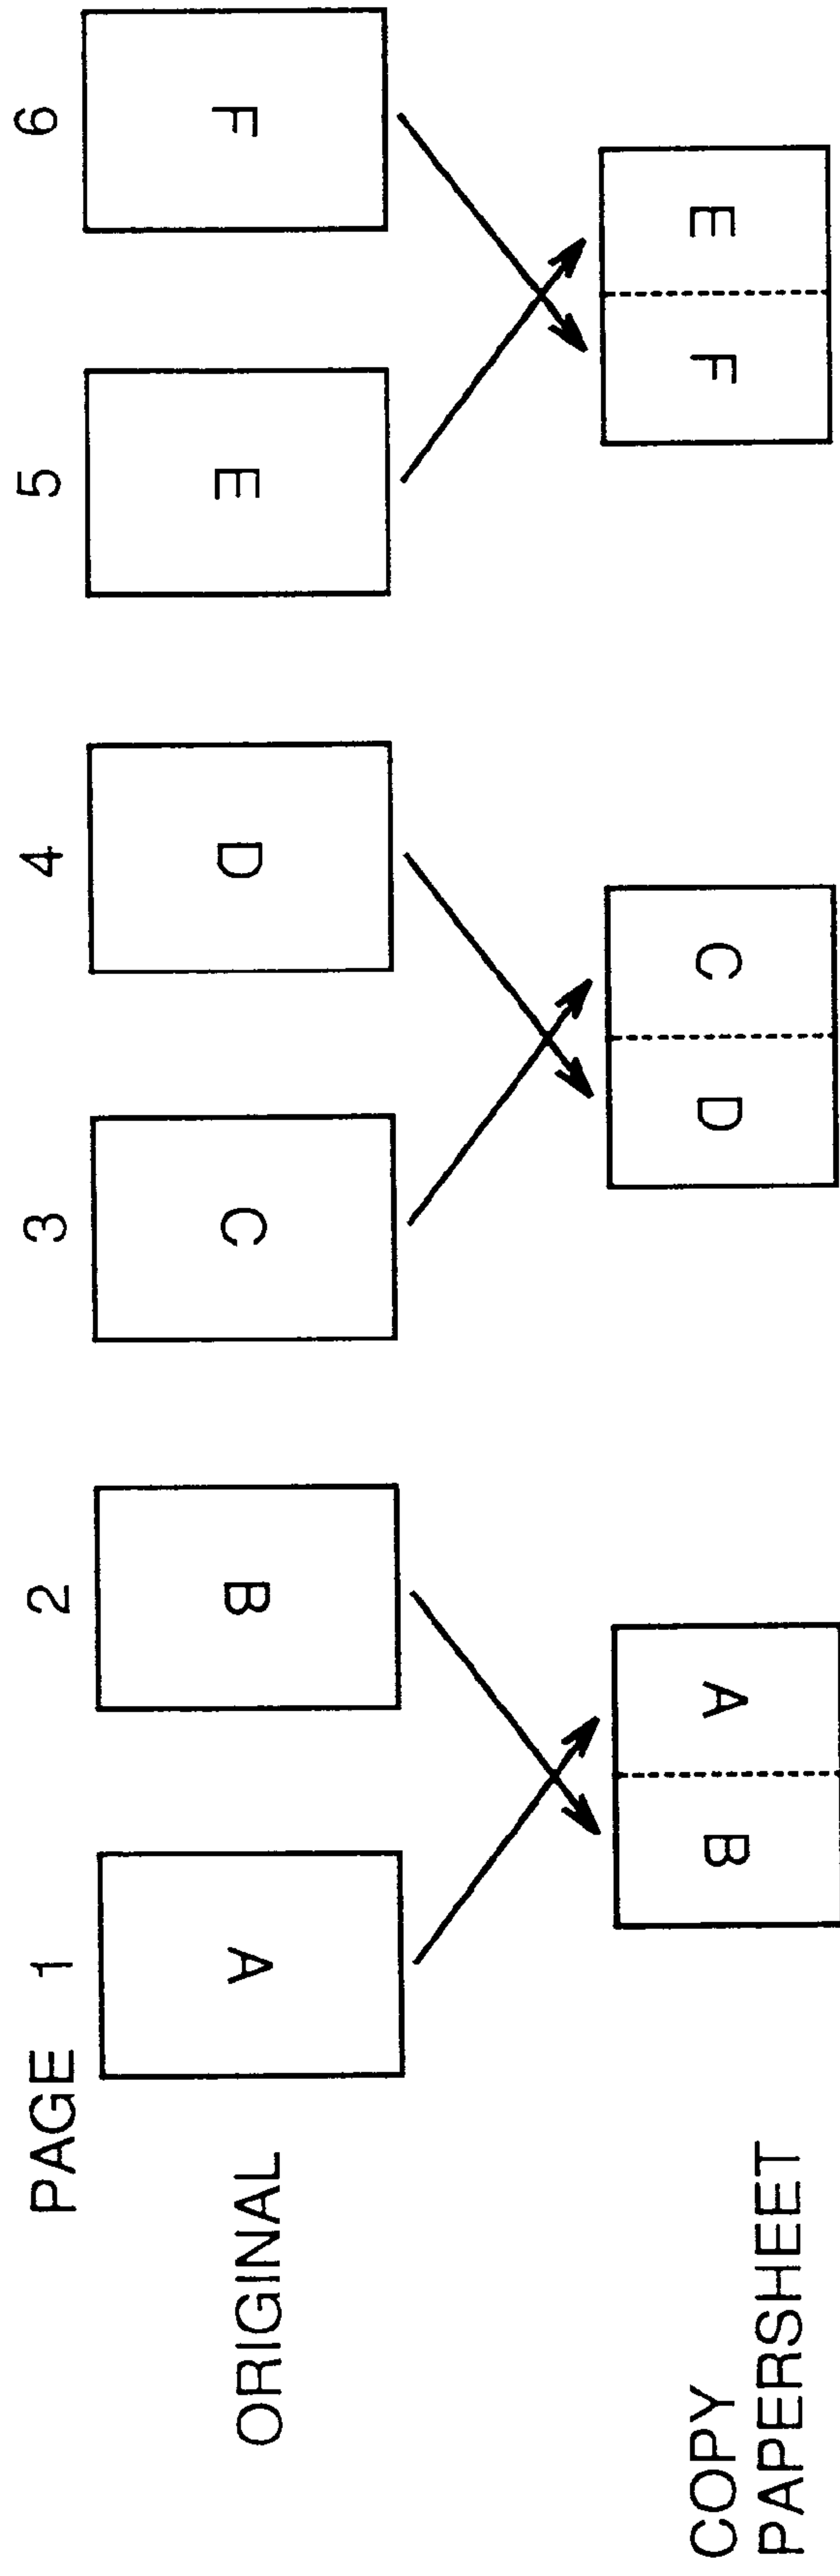 PAGE 1 2 3 4 5 6
ORIGINAL A B C D E F
COPY
PAPERSHEET B A D C F E